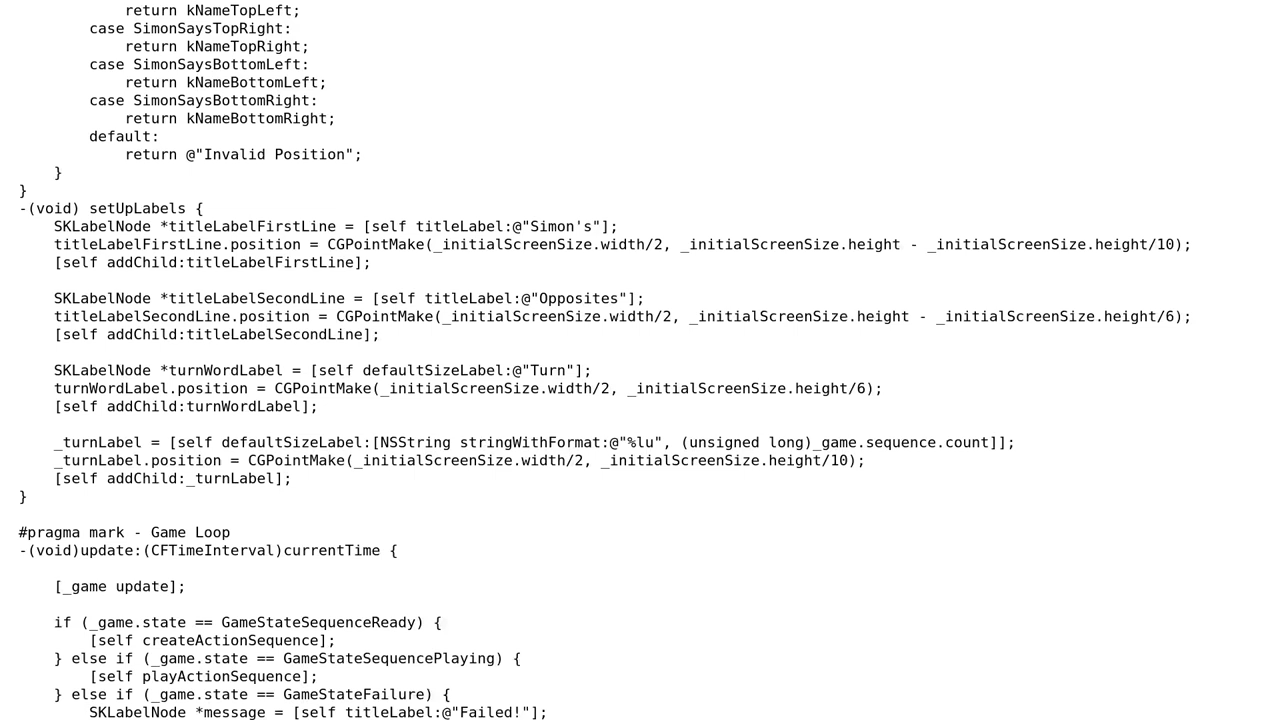 return kNameTopLeft;
        case SimonSaysTopRight:
            return kNameTopRight;
        case SimonSaysBottomLeft:
            return kNameBottomLeft;
        case SimonSaysBottomRight:
            return kNameBottomRight;
        default:
            return @"Invalid Position";
    }
}
-(void) setUpLabels {
    SKLabelNode *titleLabelFirstLine = [self titleLabel:@"Simon's"];
    titleLabelFirstLine.position = CGPointMake(_initialScreenSize.width/2, _initialScreenSize.height - _initialScreenSize.height/10);
    [self addChild:titleLabelFirstLine];

    SKLabelNode *titleLabelSecondLine = [self titleLabel:@"Opposites"];
    titleLabelSecondLine.position = CGPointMake(_initialScreenSize.width/2, _initialScreenSize.height - _initialScreenSize.height/6);
    [self addChild:titleLabelSecondLine];

    SKLabelNode *turnWordLabel = [self defaultSizeLabel:@"Turn"];
    turnWordLabel.position = CGPointMake(_initialScreenSize.width/2, _initialScreenSize.height/6);
    [self addChild:turnWordLabel];

    _turnLabel = [self defaultSizeLabel:[NSString stringWithFormat:@"%lu", (unsigned long)_game.sequence.count]];
    _turnLabel.position = CGPointMake(_initialScreenSize.width/2, _initialScreenSize.height/10);
    [self addChild:_turnLabel];
}

#pragma mark - Game Loop
-(void)update:(CFTimeInterval)currentTime {

    [_game update];

    if (_game.state == GameStateSequenceReady) {
        [self createActionSequence];
    } else if (_game.state == GameStateSequencePlaying) {
        [self playActionSequence];
    } else if (_game.state == GameStateFailure) {
        SKLabelNode *message = [self titleLabel:@"Failed!"];